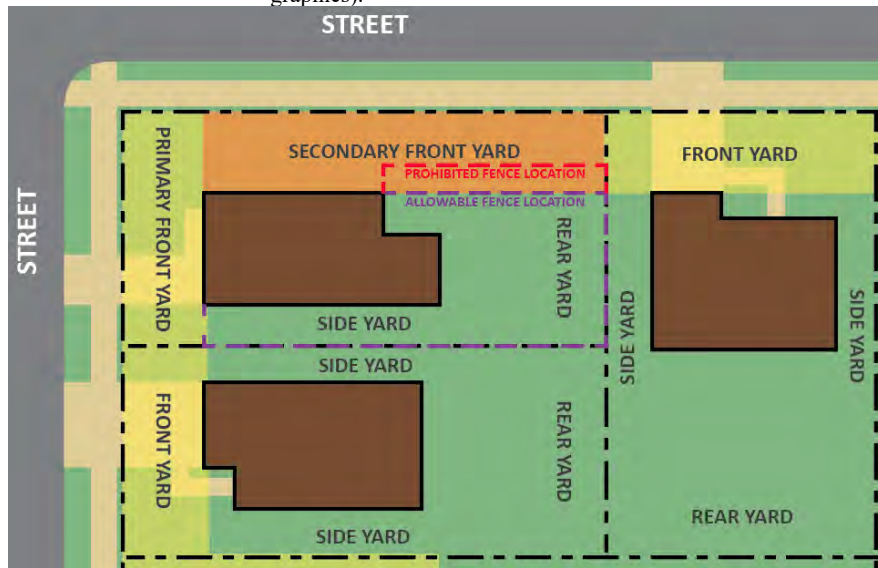 graphics).
STREET
STREET
PRIMARY FRONT YARD
SECONDARY FRONT YARD
FRONT YARD
PROHIBITED FENCE LOCATION
ALLOWABLE FENCE LOCATION
REAR YARD
SIDE YARD
SIDE YARD
SIDE YARD
SIDE YARD
FRONT YARD
REAR YARD
REAR YARD
SIDE YARD